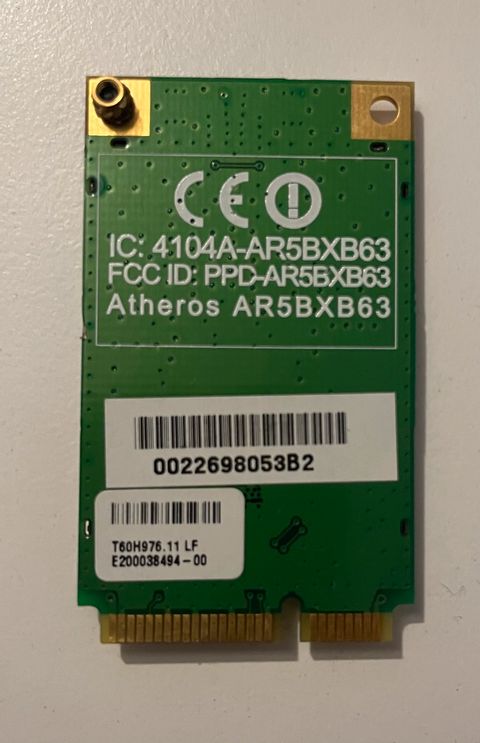 CE
IC: 4104A-AR5BXB63
FCC ID: PPD-AR5BXB63
Atheros AR5BXB63
0022698053B2
T60H976.11 LF
E200038494-00